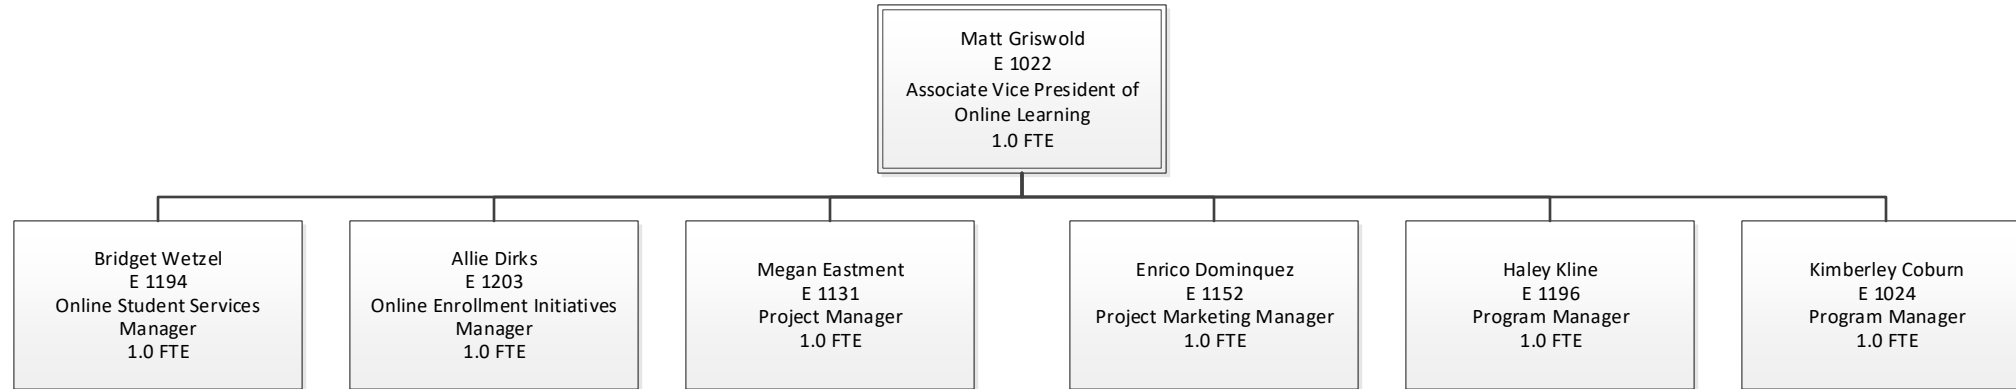 Matt Griswold
E 1022
Associate Vice President of
Online Learning
1.0 FTE
Bridget Wetzel
E 1194
Online Student Services
Manager
1.0 FTE
Allie Dirks
E 1203
Online Enrollment Initiatives
Manager
1.0 FTE
Megan Eastment
E 1131
Project Manager
1.0 FTE
Enrico Dominquez
E 1152
Project Marketing Manager
1.0 FTE
Haley Kline
E 1196
Program Manager
1.0 FTE
Kimberley Coburn
E 1024
Program Manager
1.0 FTE